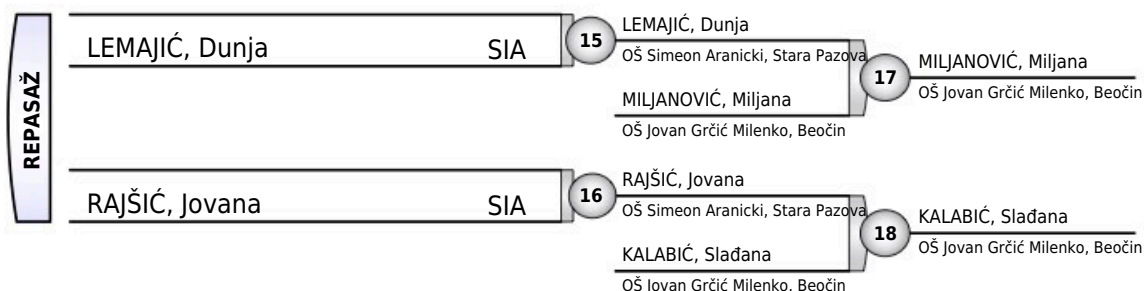 REPASAŽ
LEMAJIĆ, Dunja SIA
15
LEMAJIĆ, Dunja
OŠ Simeon Aranicki, Stara Pazova
MILJANOVIĆ, Miljana
OŠ Jovan Grčić Milenko, Beočin
17
MILJANOVIĆ, Miljana
OŠ Jovan Grčić Milenko, Beočin
RAJŠIĆ, Jovana SIA
16
RAJŠIĆ, Jovana
OŠ Simeon Aranicki, Stara Pazova
KALABIĆ, Slađana
OŠ Jovan Grčić Milenko, Beočin
18
KALABIĆ, Slađana
OŠ Jovan Grčić Milenko, Beočin